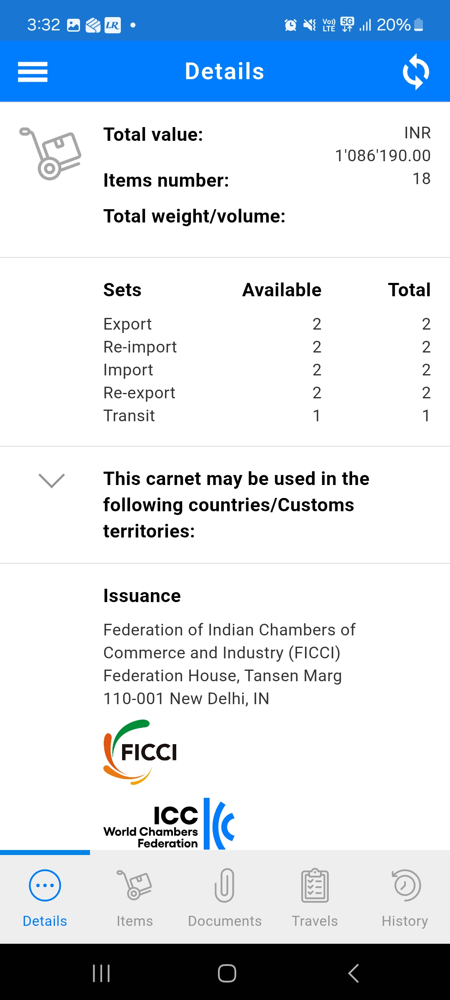 3:32 LR Vo)) LTE 5G 20%
Details
Total value: INR
1'086'190.00
Items number: 18
Total weight/volume:
Sets Available Total
Export 2 2
Re-import 2 2
Import 2 2
Re-export 2 2
Transit 1 1
This carnet may be used in the
following countries/Customs
territories:
Issuance
Federation of Indian Chambers of
Commerce and Industry (FICCI)
Federation House, Tansen Marg
110-001 New Delhi, IN
FICCI
ICC
World Chambers
Federation
Details Items Documents Travels History